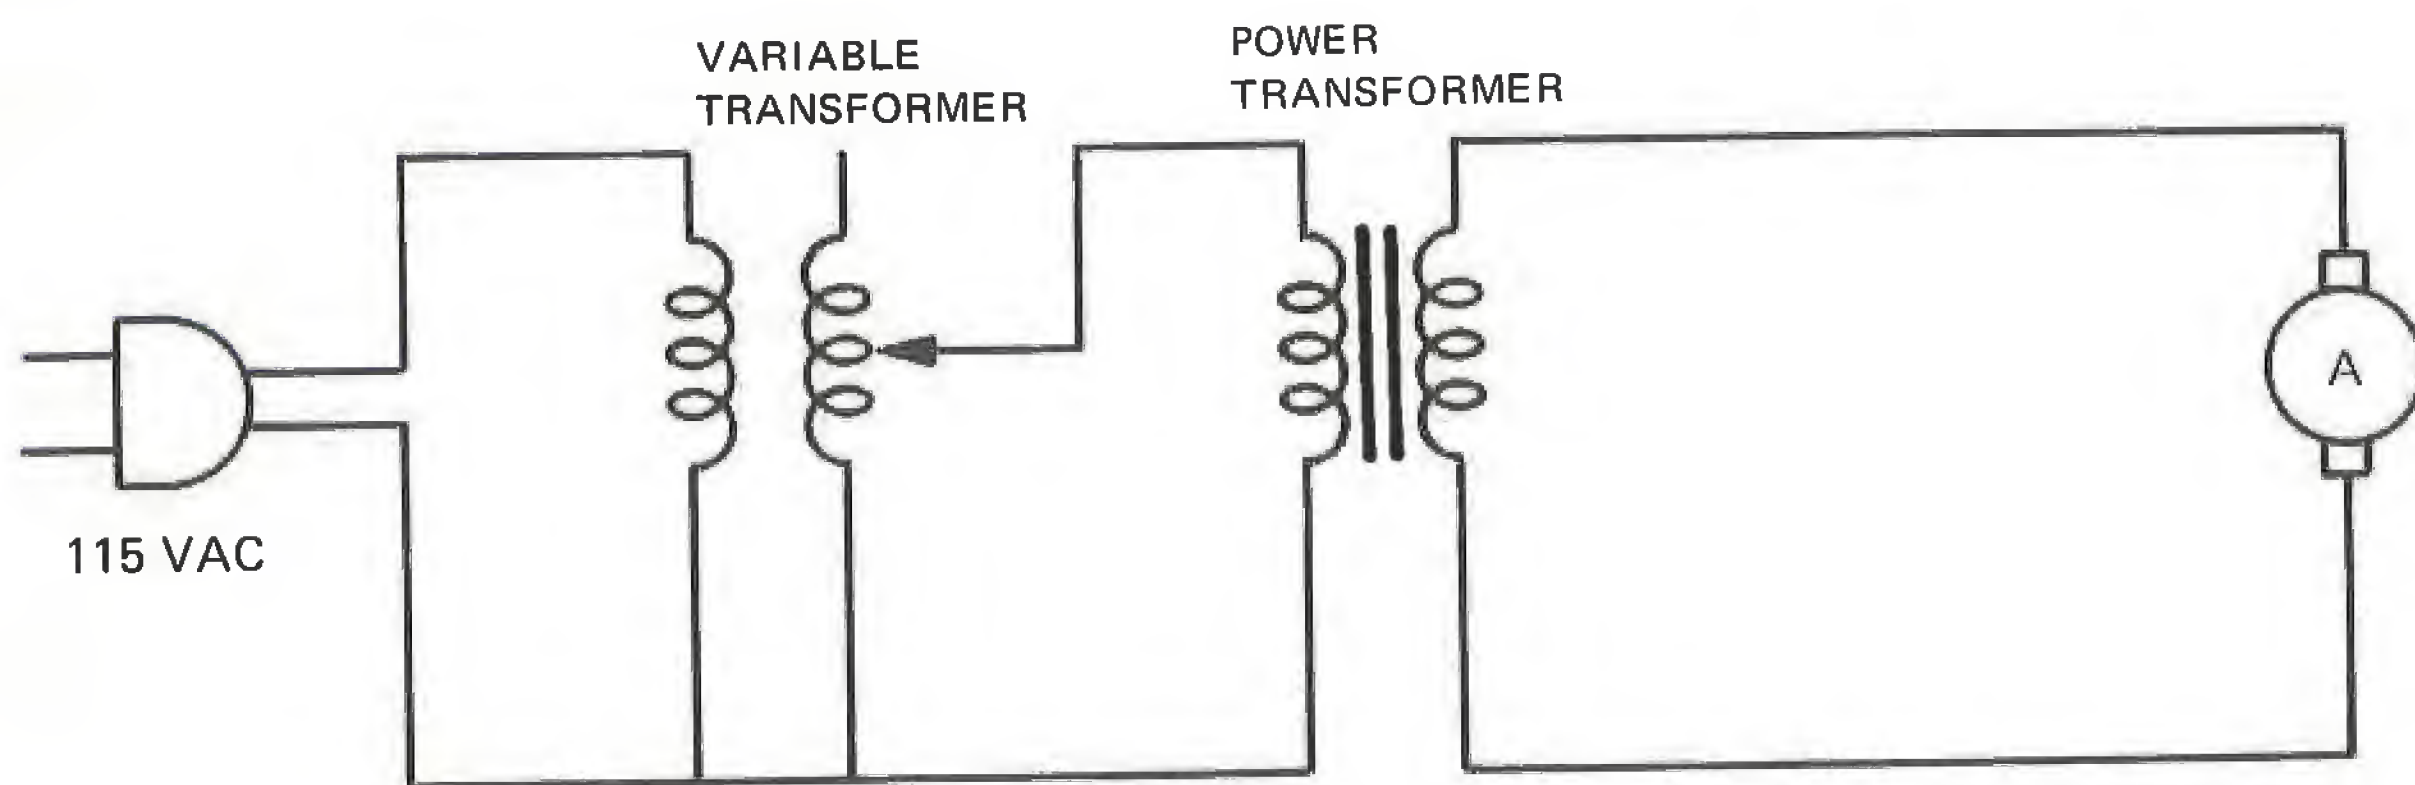 VARIABLE
TRANSFORMER
POWER
TRANSFORMER
A
115 VAC